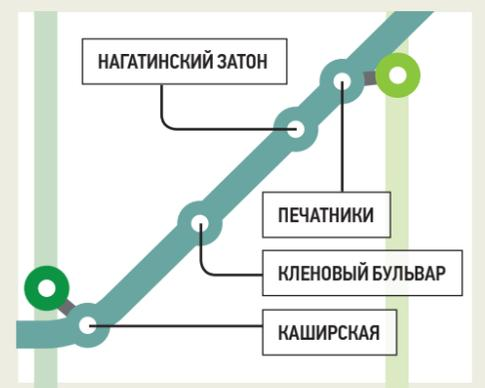 НАГАТИНСКИЙ ЗАТОН
ПЕЧАТНИКИ
КЛЕНОВЫЙ БУЛЬВАР
КАШИРСКАЯ